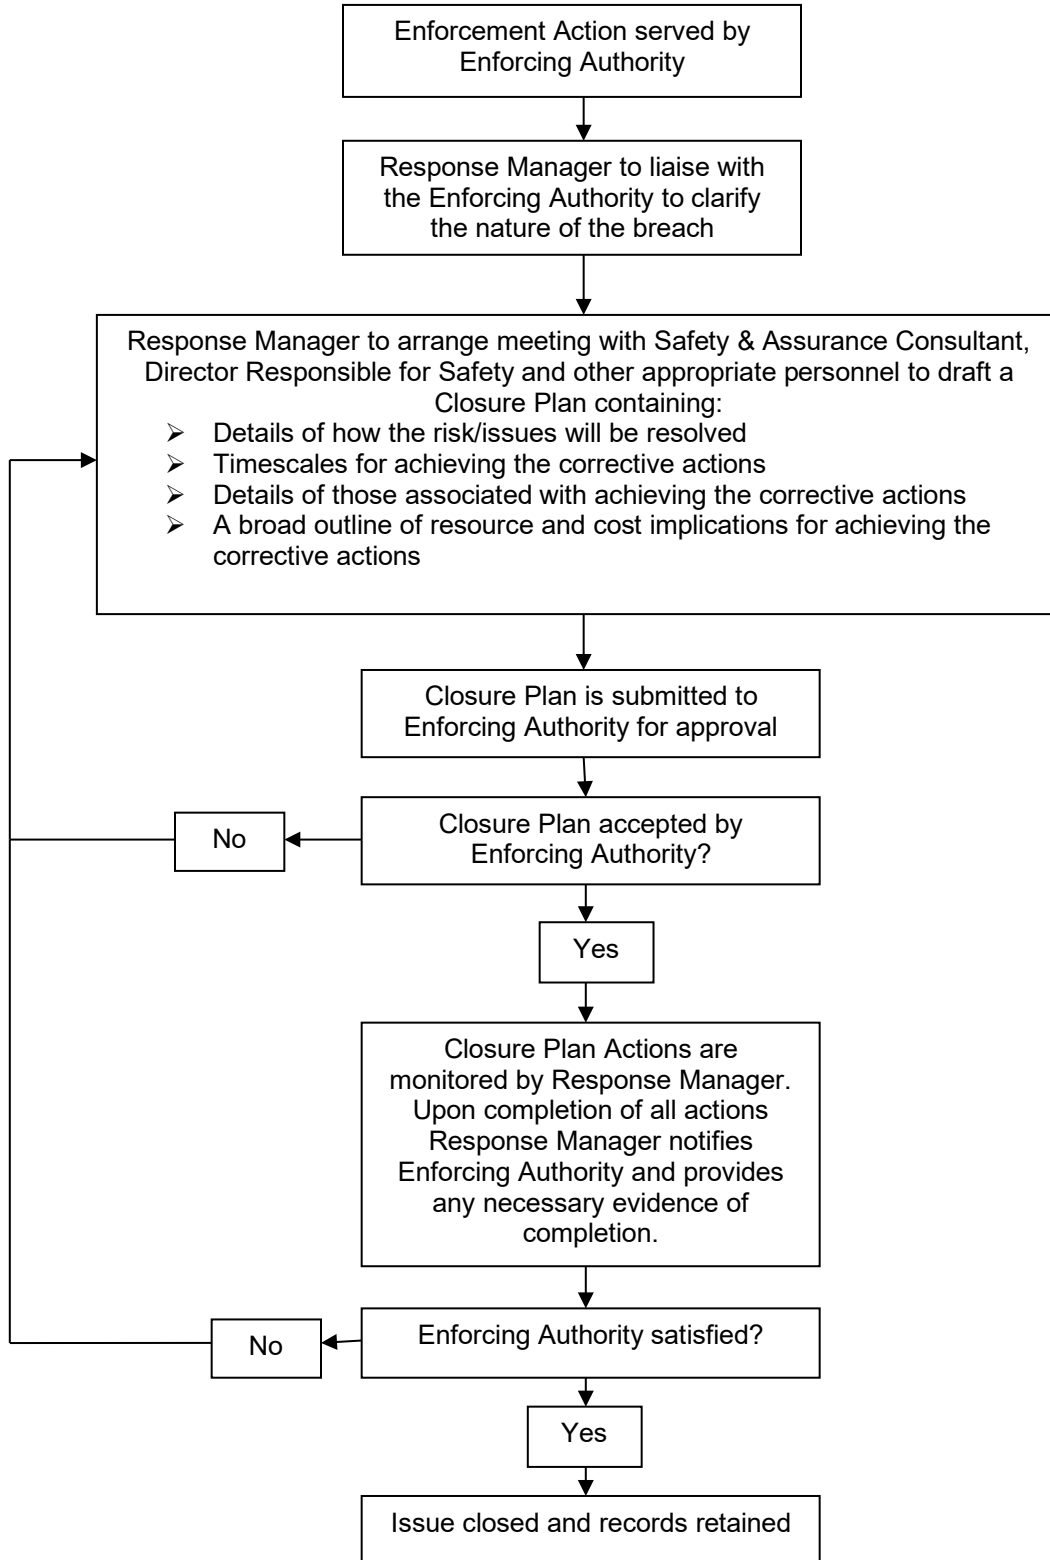 Enforcement Action served by
Enforcing Authority
Response Manager to liaise with
the Enforcing Authority to clarify
the nature of the breach
Response Manager to arrange meeting with Safety & Assurance Consultant,
Director Responsible for Safety and other appropriate personnel to draft a
Closure Plan containing:
➢ Details of how the risk/issues will be resolved
➢ Timescales for achieving the corrective actions
➢ Details of those associated with achieving the corrective actions
➢ A broad outline of resource and cost implications for achieving the
corrective actions
Closure Plan is submitted to
Enforcing Authority for approval
Closure Plan accepted by
Enforcing Authority?
No
Yes
Closure Plan Actions are
monitored by Response Manager.
Upon completion of all actions
Response Manager notifies
Enforcing Authority and provides
any necessary evidence of
completion.
Enforcing Authority satisfied?
No
Yes
Issue closed and records retained